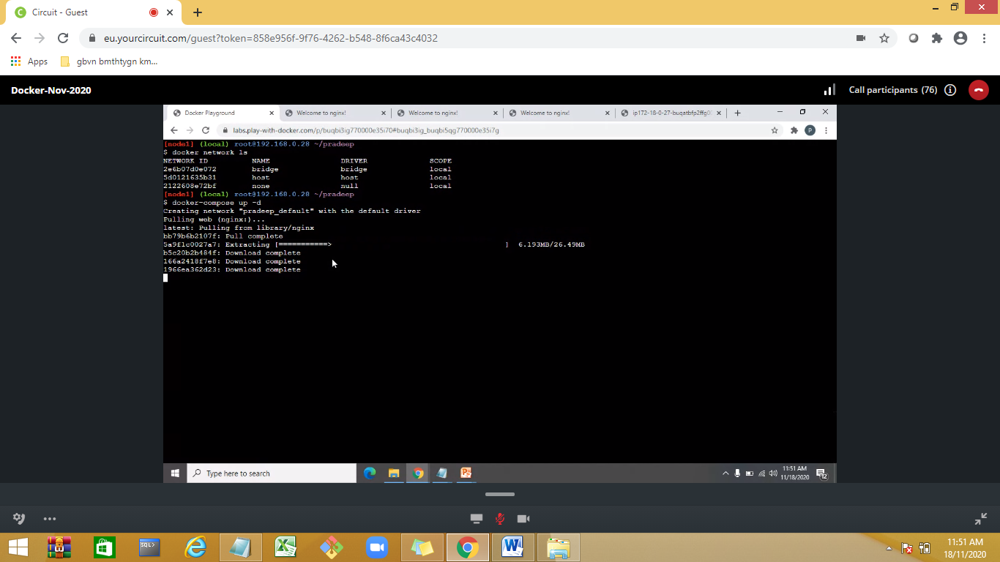 Circuit - Guest
eu.yourcircuit.com/guest?token=858e956f-9f76-4262-b548-8f6ca43c4032
Apps gbvn bmthtygn km...
Docker-Nov-2020 Call participants (76)
Docker Playground Welcome to nginx! Welcome to nginx! Welcome to nginx! ip172-18-0-27-buqatbfp2ffg0
labs.play-with-docker.com/p/buqbi3ig770000e35i70#buqbi3ig_buqbi5qg770000e35i7g
[node1] (local) root@192.168.0.28 ~/pradeep
$ docker network ls
NETWORK ID NAME DRIVER SCOPE
2e6b07d0e072 bridge bridge local
5d0121635b31 host host local
2122608e72bf none null local
[node1] (local) root@192.168.0.28 ~/pradeep
$ docker-compose up -d
Creating network "pradeep_default" with the default driver
Pulling web (nginx:)...
latest: Pulling from library/nginx
bb79b6b2107f: Pull complete
5a9f1c0027a7: Extracting [===========> ] 6.193MB/26.49MB
b5c20b2b484f: Download complete
166a2418f7e8: Download complete
1966ea362d23: Download complete
Type here to search
11:51 AM
11/18/2020
12
SQL>
11:51 AM
18/11/2020